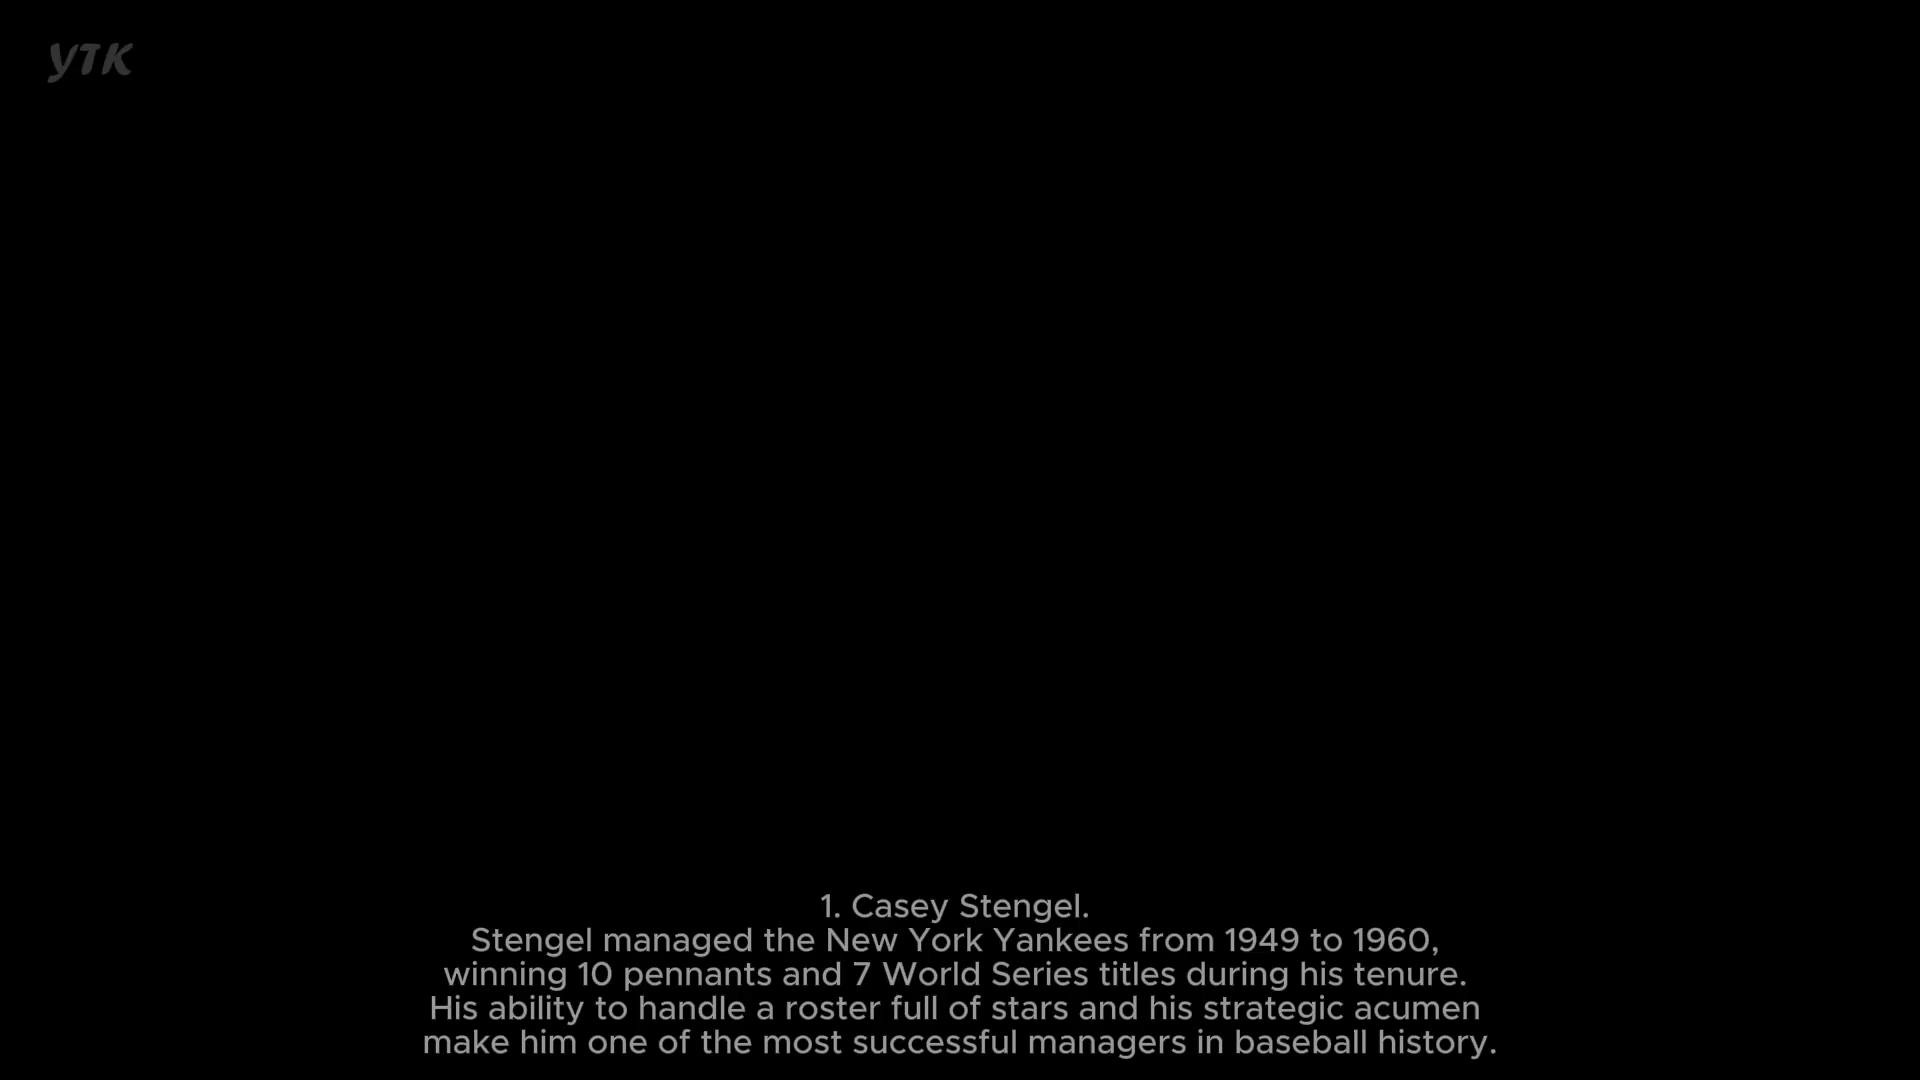 YTK
1. Casey Stengel.
Stengel managed the New York Yankees from 1949 to 1960,
winning 10 pennants and 7 World Series titles during his tenure.
His ability to handle a roster full of stars and his strategic acumen
make him one of the most successful managers in baseball history.